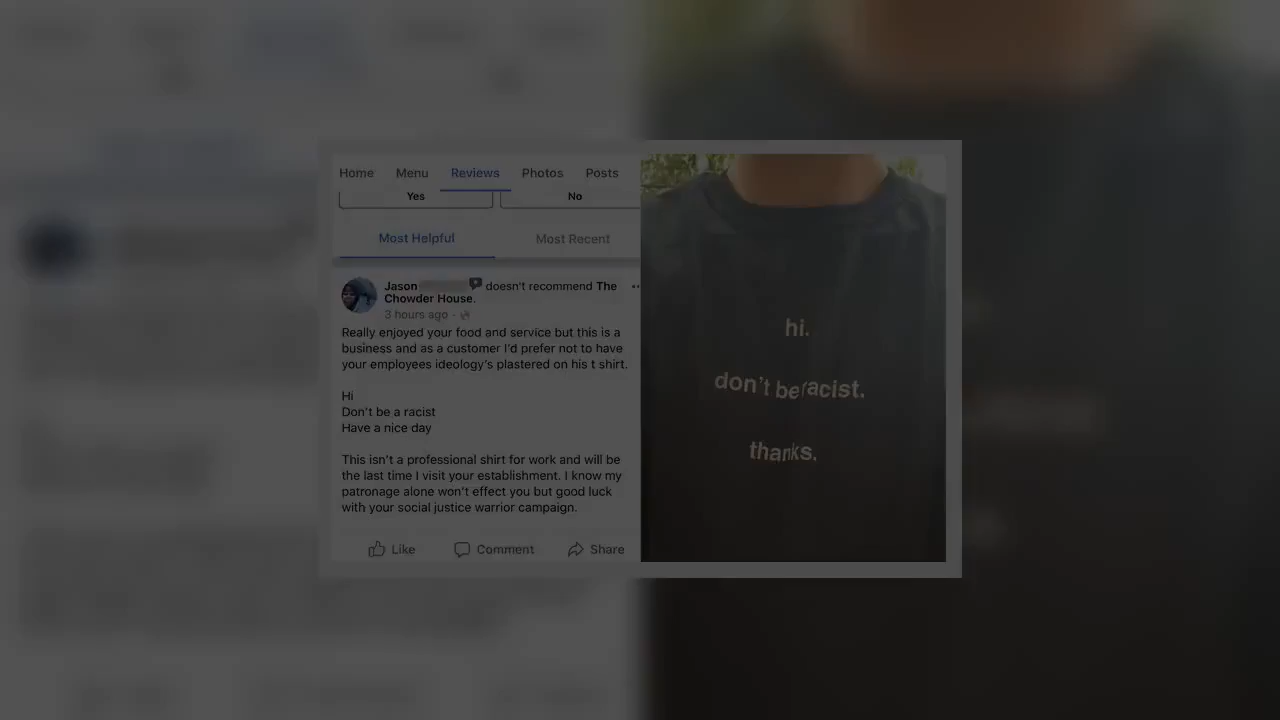 Home Menu Reviews Photos Posts
Yes No
Most Helpful Most Recent
Jason doesn't recommend The
Chowder House.
3 hours ago
Really enjoyed your food and service but this is a
business and as a customer I'd prefer not to have
your employees ideology's plastered on his t shirt.
Hi
Don't be a racist
Have a nice day
This isn't a professional shirt for work and will be
the last time I visit your establishment. I know my
patronage alone won't effect you but good luck
with your social justice warrior campaign.
Like Comment Share
hi.
don't be racist.
thanks.